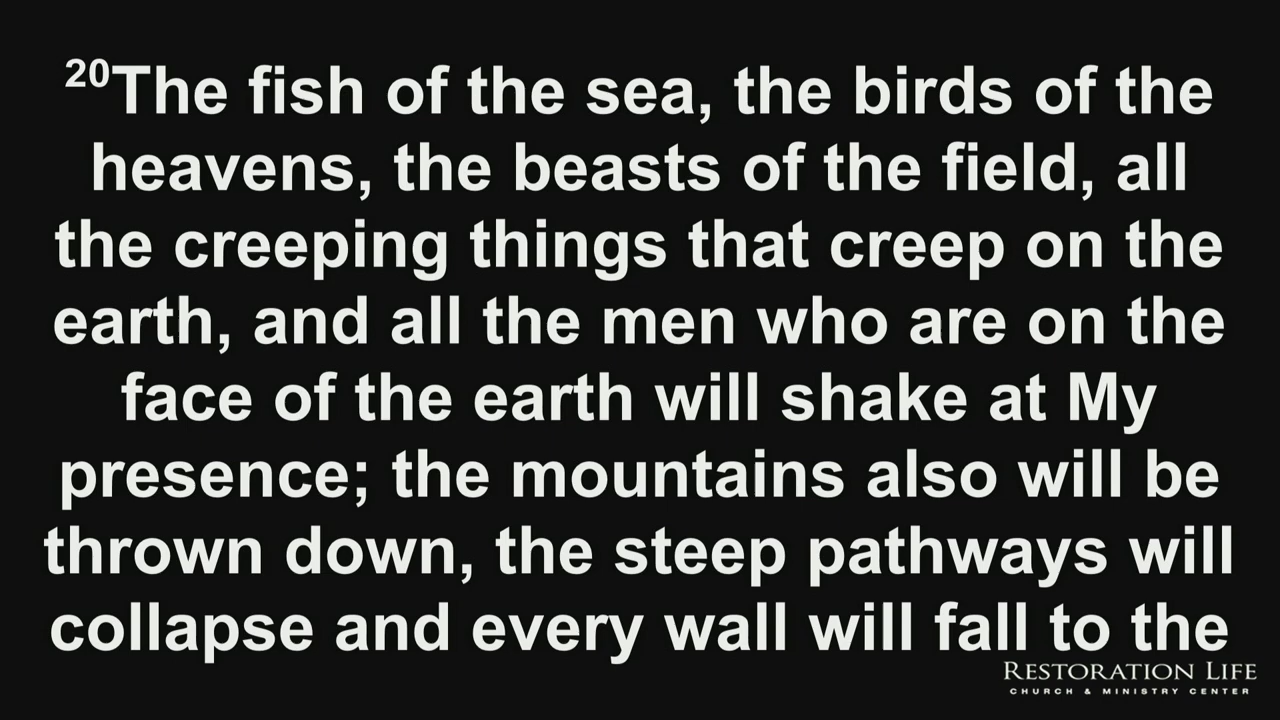 20The fish of the sea, the birds of the
heavens, the beasts of the field, all
the creeping things that creep on the
earth, and all the men who are on the
face of the earth will shake at My
presence; the mountains also will be
thrown down, the steep pathways will
collapse and every wall will fall to the
RESTORATION LIFE
CHURCH & MINISTRY CENTER